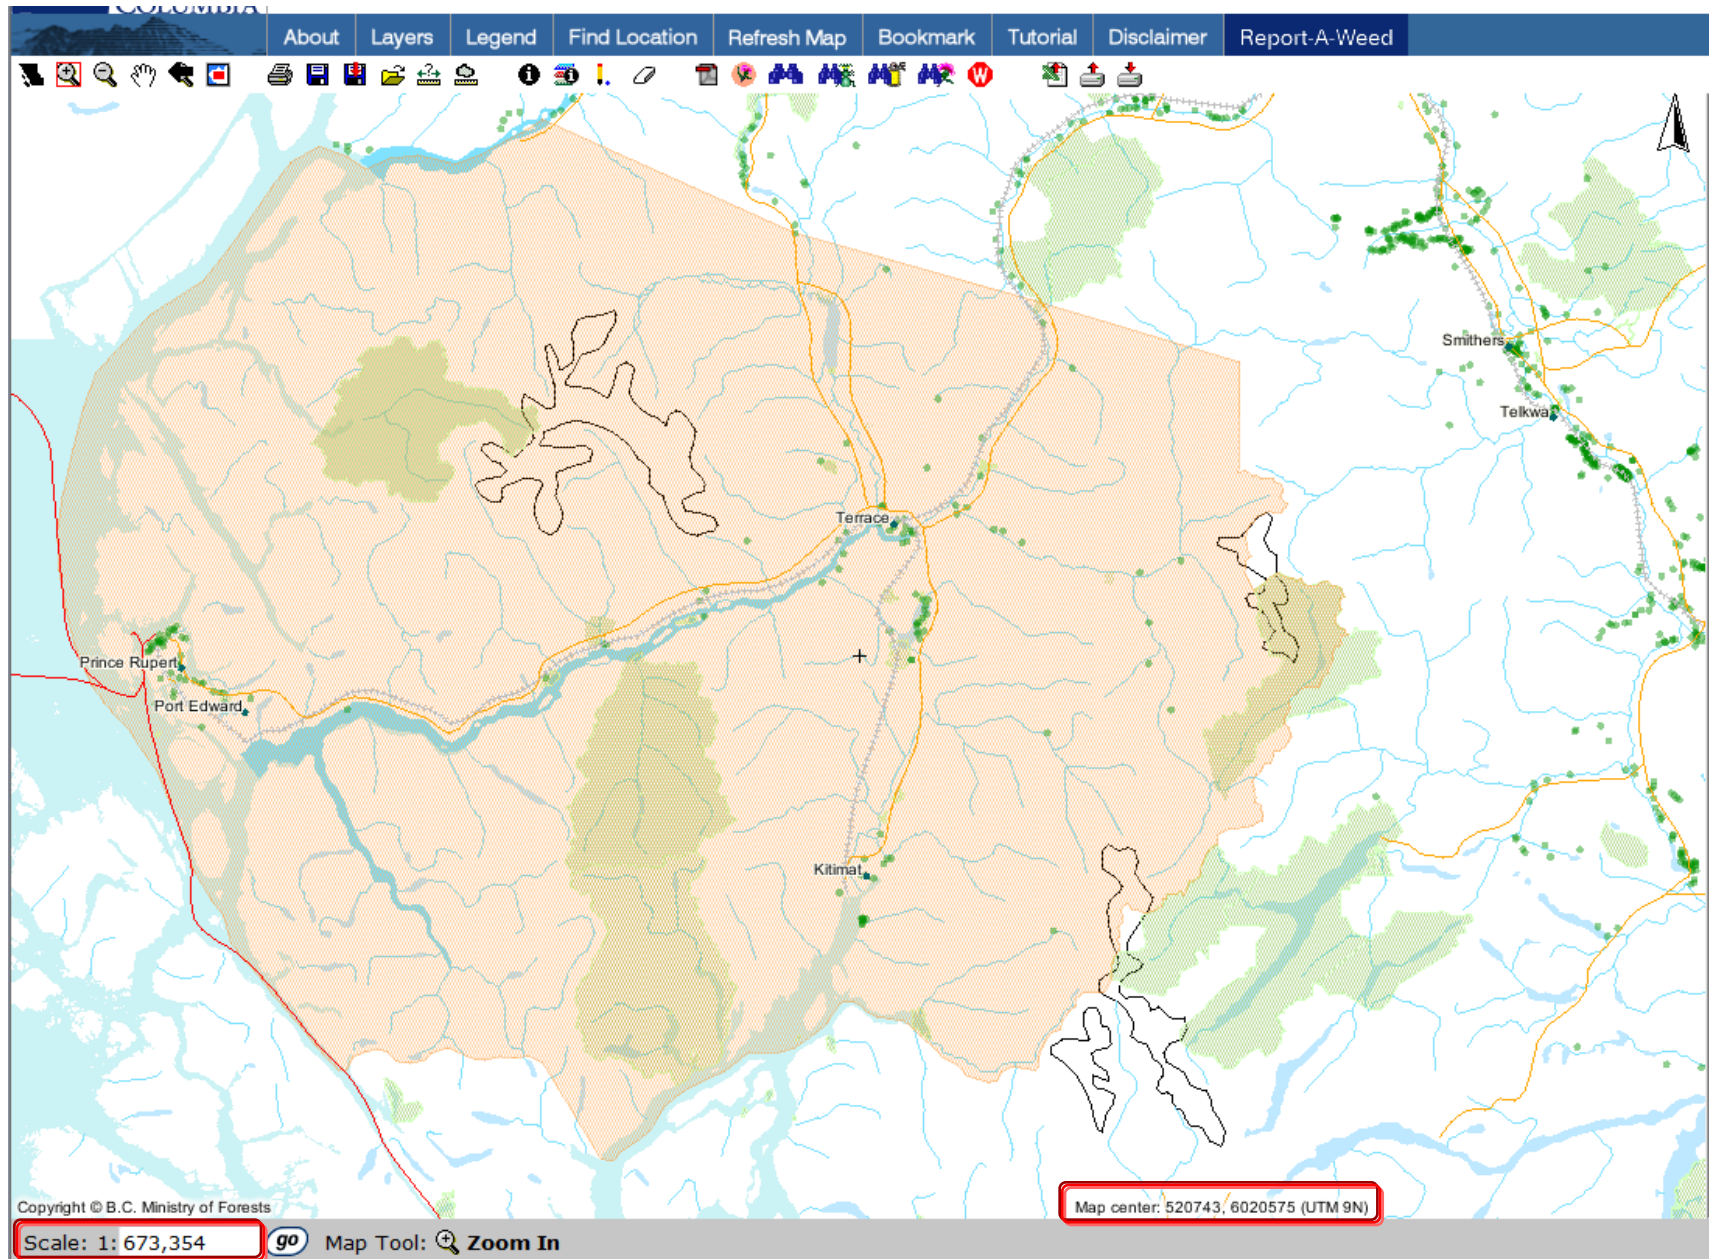 COLUMBIA
About Layers Legend Find Location Refresh Map Bookmark Tutorial Disclaimer Report-A-Weed
W
Smithers
Telkwa
Terrace
Prince Rupert
Port Edward
Kitimat
Copyright © B.C. Ministry of Forests
Map center: 520743, 6020575 (UTM 9N)
Scale: 1: 673,354 go Map Tool: Zoom In